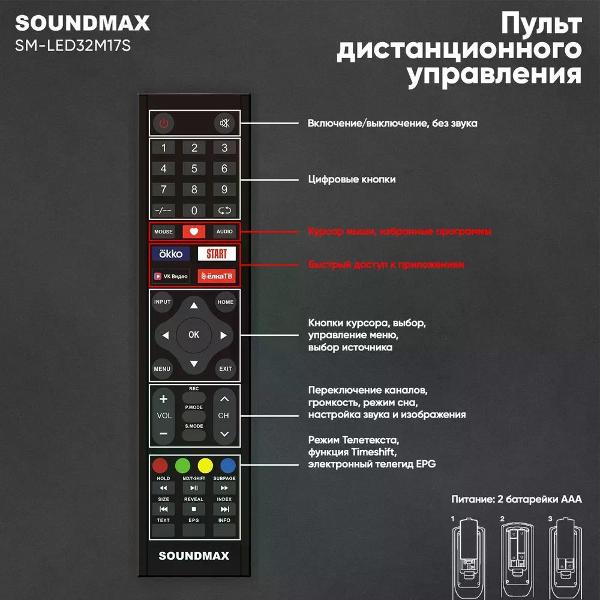 SOUNDMAX
SM-LED32M17S
Пульт
дистанционного
управления
Включение/выключение, без звука
1 2 3
4 5 6
7 8 9
-/-- 0
Цифровые кнопки
MOUSE AUDIO
Курсор мыши, избранные программы
okko START
VK Видео ёлкаТВ
Быстрый доступ к приложениям
INPUT HOME
OK
MENU EXIT
Кнопки курсора, выбор,
управление меню,
выбор источника
REC
+ P.MODE
VOL CH
− S.MODE
Переключение каналов,
громкость, режим сна,
настройка звука и изображения
Режим Телетекста,
функция Timeshift,
электронный телегид EPG
HOLD SUBPAGE
SIZE REVEAL INDEX
TEXT EPG INFO
SOUNDMAX
Питание: 2 батарейки ААА
1 2 3